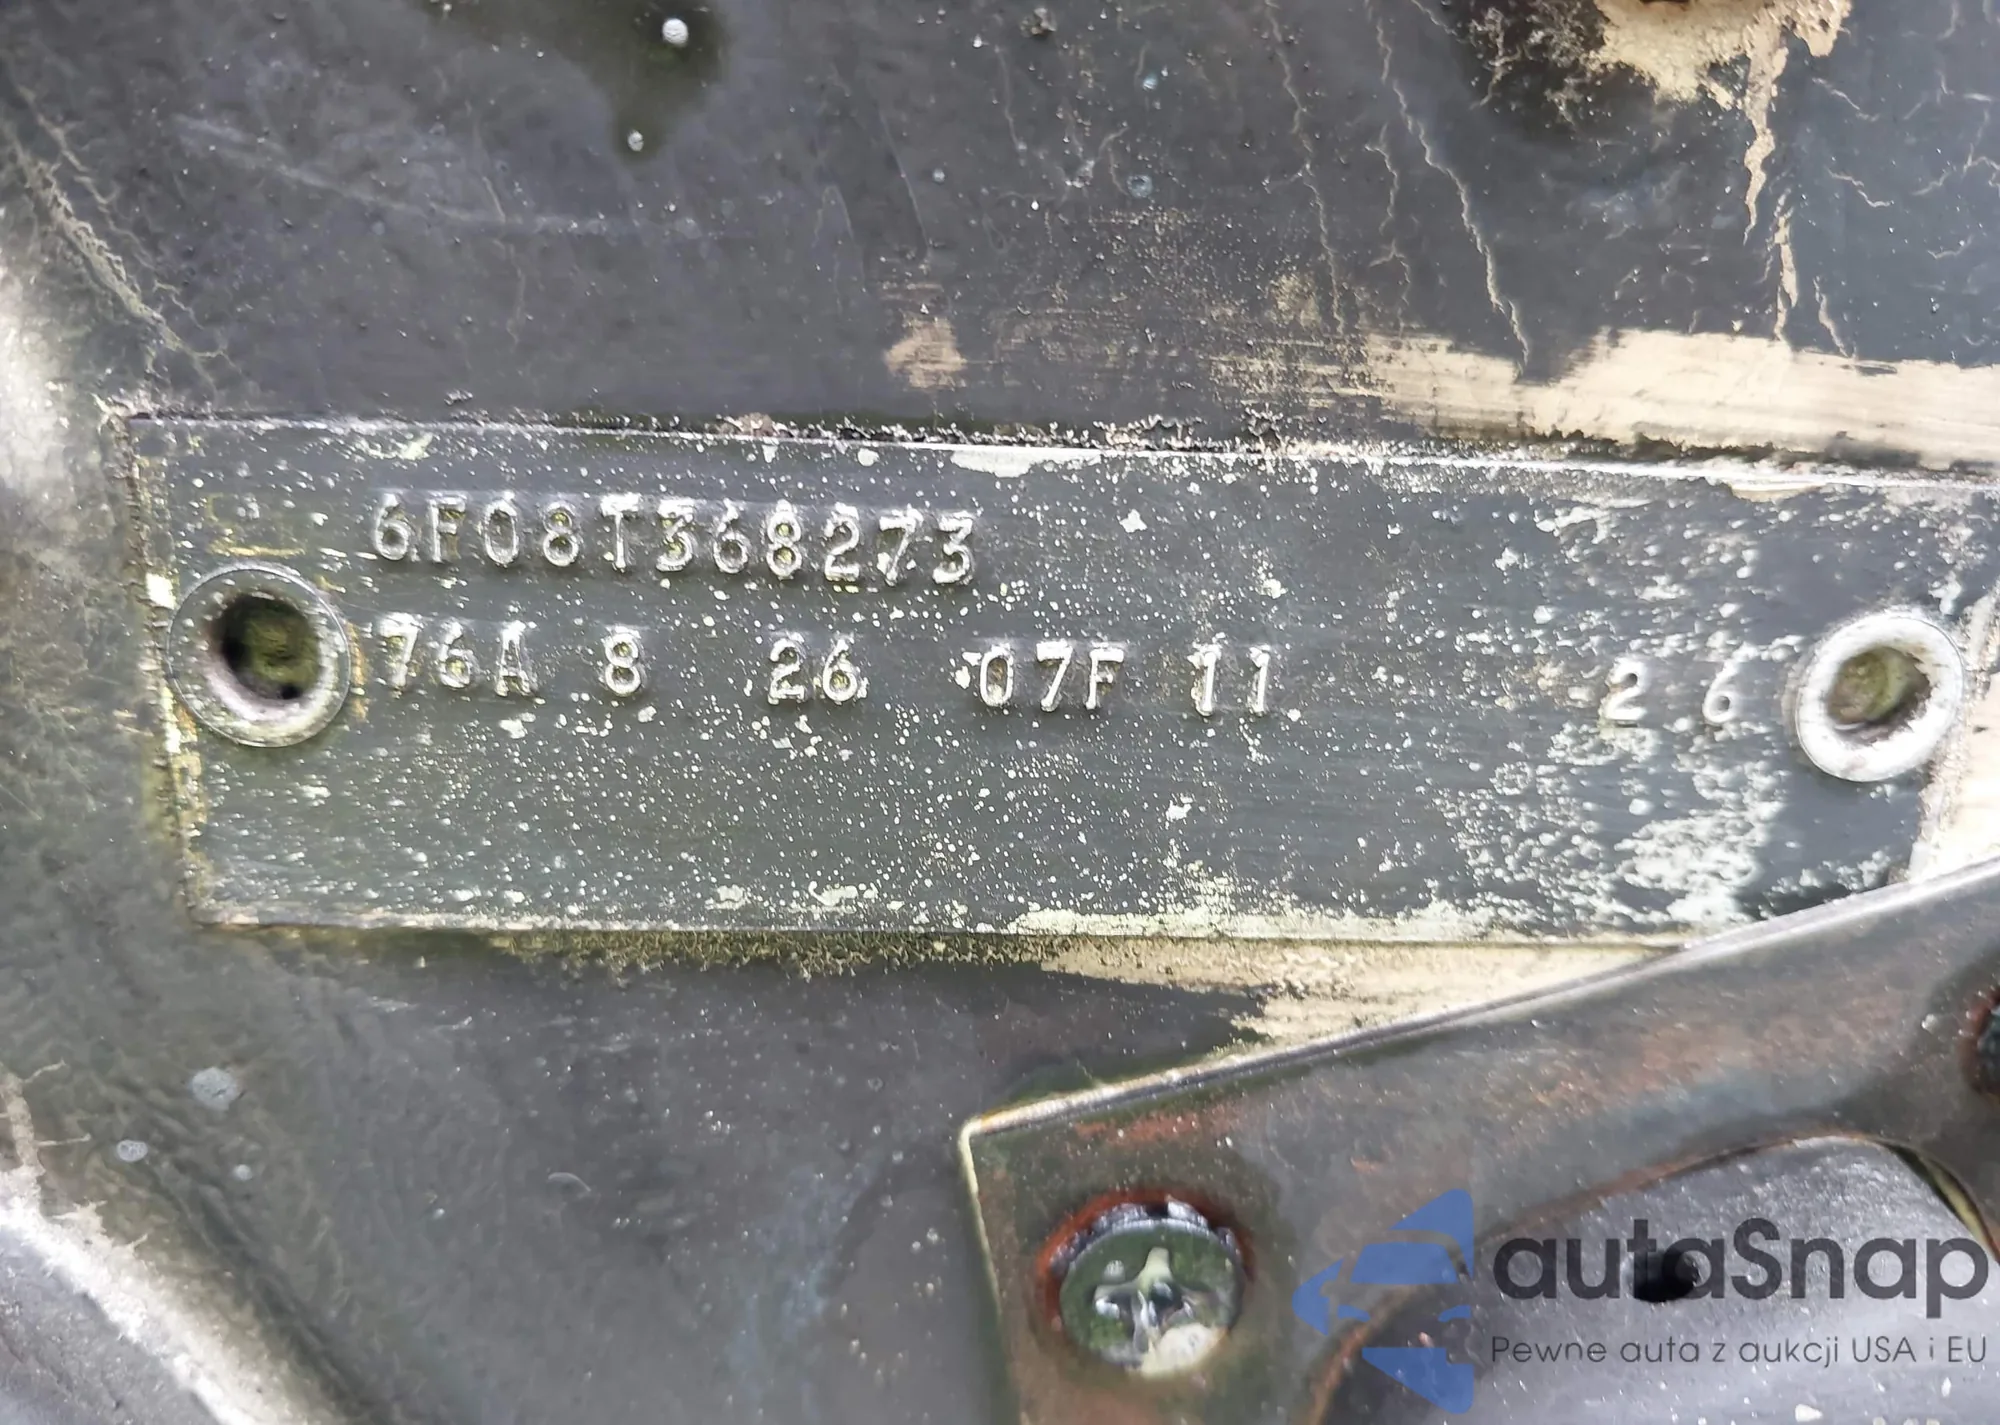 6F08T368273
76A 8 26 07F 11 2 6
autaSnap
Pewne auta z aukcji USA i EU